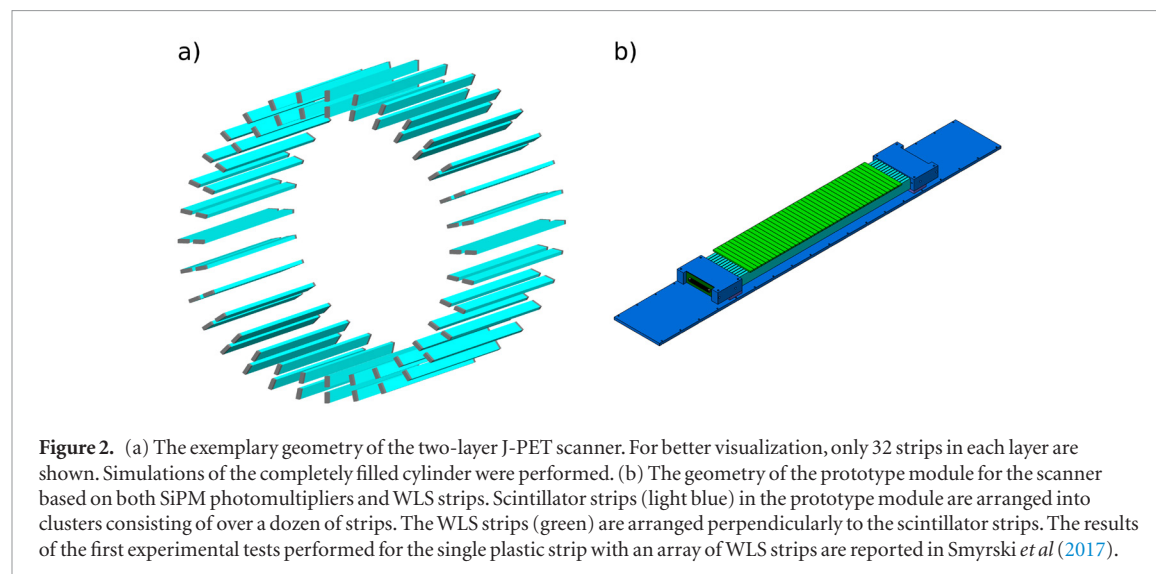 a)
b)
Figure 2. (a) The exemplary geometry of the two-layer J-PET scanner. For better visualization, only 32 strips in each layer are
shown. Simulations of the completely filled cylinder were performed. (b) The geometry of the prototype module for the scanner
based on both SiPM photomultipliers and WLS strips. Scintillator strips (light blue) in the prototype module are arranged into
clusters consisting of over a dozen of strips. The WLS strips (green) are arranged perpendicularly to the scintillator strips. The results
of the first experimental tests performed for the single plastic strip with an array of WLS strips are reported in Smyrski et al (2017).